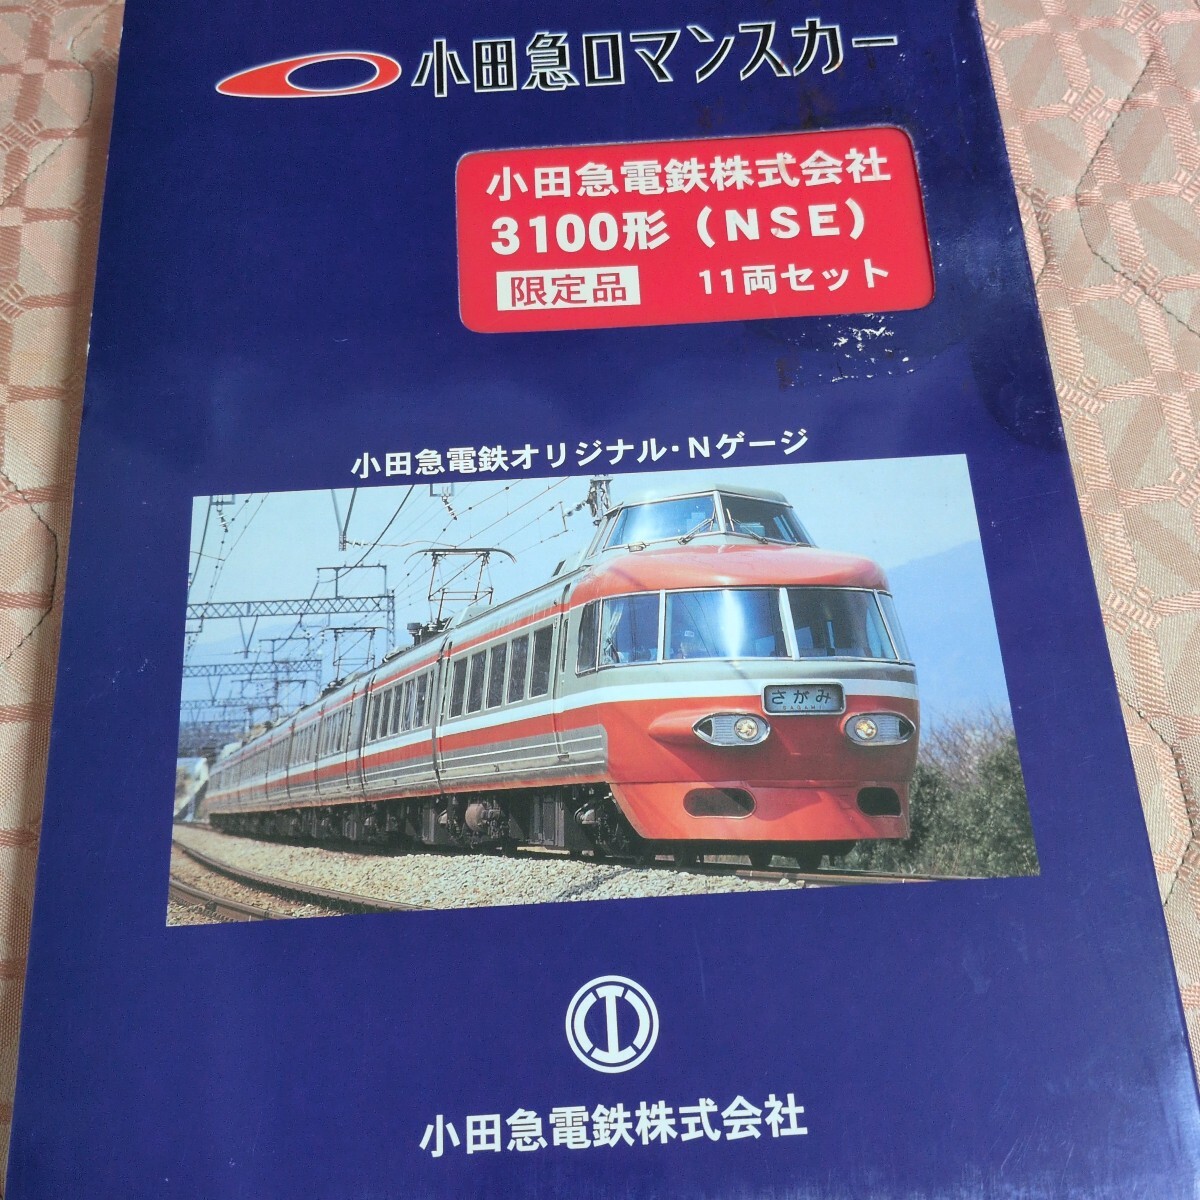 小田急ロマンスカー
小田急電鉄株式会社
3100形（NSE）
限定品 11両セット
小田急電鉄オリジナル・Nゲージ
さがみ
SAGAMI
小田急電鉄株式会社